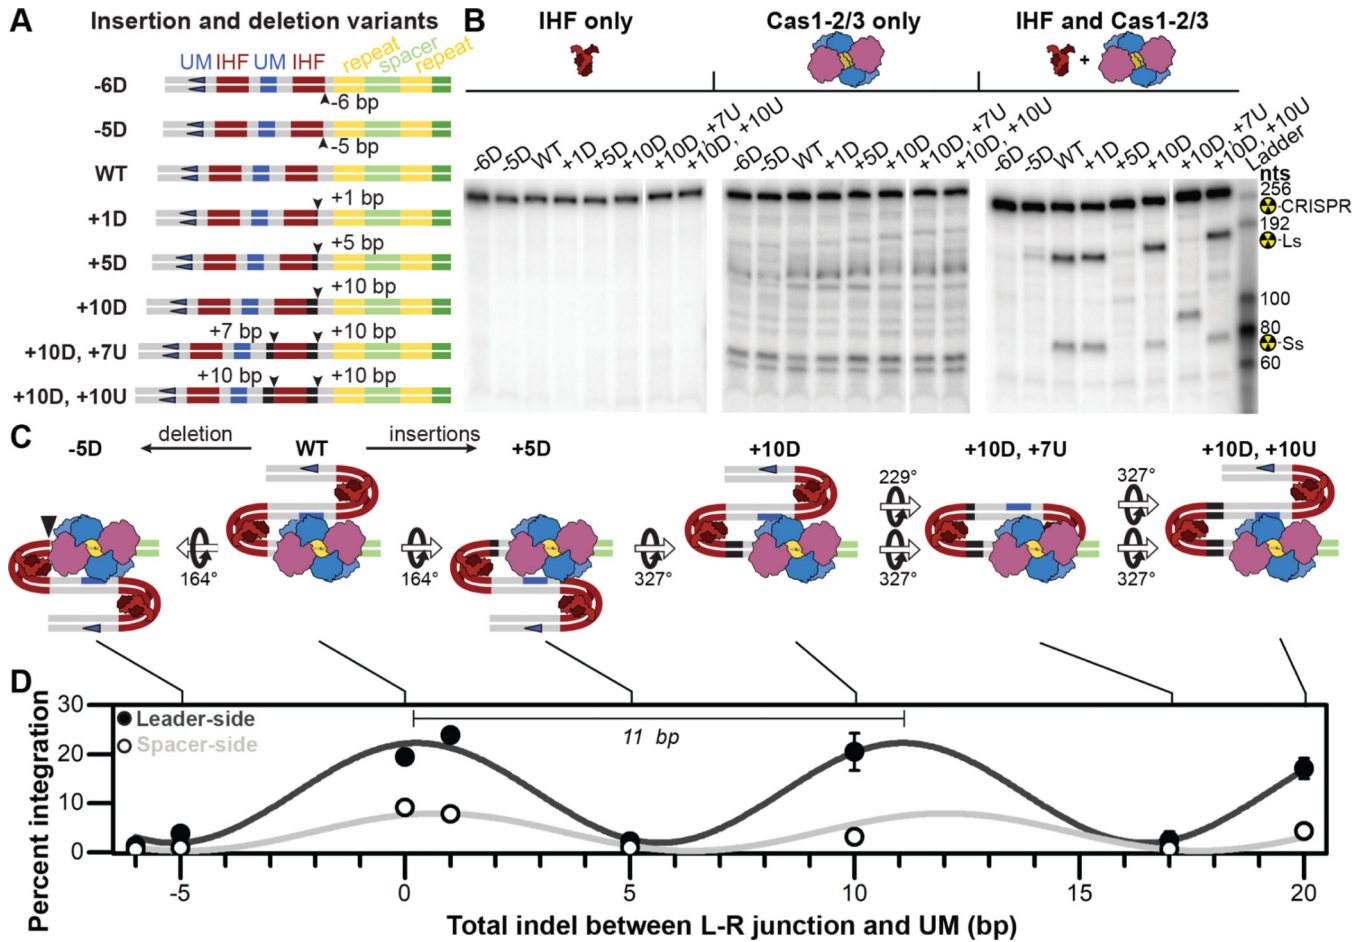 A Insertion and deletion variants
UM IHF UM IHF repeat spacer repeat
-6D
-6 bp
-5D
-5 bp
WT
+1 bp
+1D
+5 bp
+5D
+10 bp
+10D
+7 bp +10 bp
+10D, +7U
+10 bp +10 bp
+10D, +10U
B IHF only Cas1-2/3 only IHF and Cas1-2/3
+
-6D -5D WT +1D +5D +10D +10D, +7U +10D, +10U
-6D -5D WT +1D +5D +10D +10D, +7U +10D, +10U
-6D -5D WT +1D +5D +10D +10D, +7U +10D, +10U Ladder
nts
256
CRISPR
192
Ls
100
80
Ss
60
C -5D deletion WT insertions +5D +10D +10D, +7U +10D, +10U
229° 327°
164° 164° 327° 327° 327°
D
Percent integration
30
20
10
0
Leader-side
Spacer-side
11 bp
-5 0 5 10 15 20
Total indel between L-R junction and UM (bp)